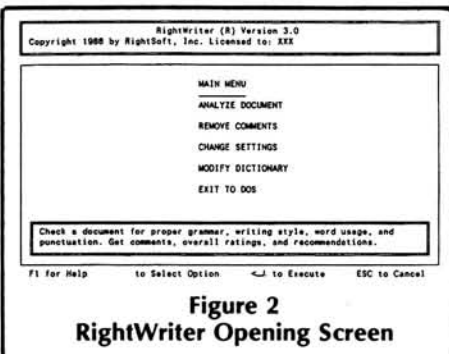 RightWriter (R) Version 3.0
Copyright 1988 by RightSoft, Inc. Licensed to: XXX
MAIN MENU
ANALYZE DOCUMENT
REMOVE COMMENTS
CHANGE SETTINGS
MODIFY DICTIONARY
EXIT TO DOS
Check a document for proper grammar, writing style, word usage, and
punctuation. Get comments, overall ratings, and recommendations.
F1 for Help to Select Option <┘ to Execute ESC to Cancel
Figure 2
RightWriter Opening Screen